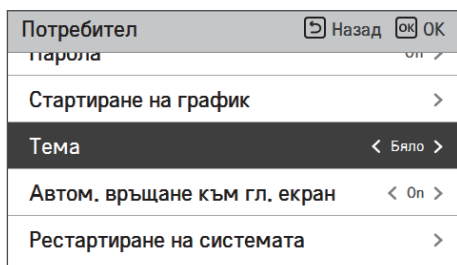 Потребител Назад OK OK
Парола On >
Стартиране на график >
Тема < Бяло >
Автом. връщане към гл. екран < On >
Рестартиране на системата >